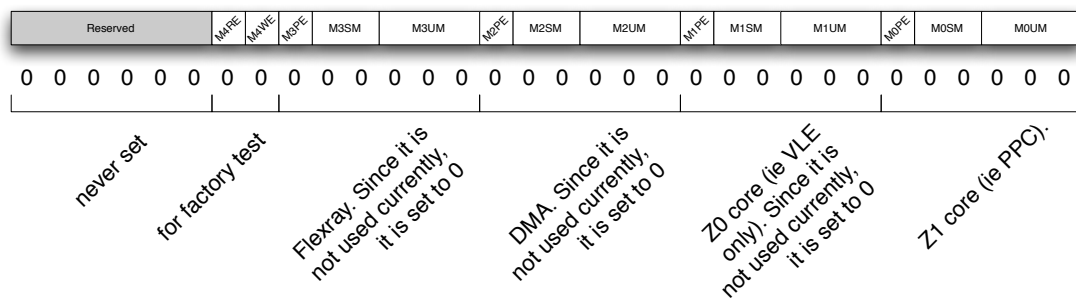 Reserved M4RE M4WE M3PE M3SM M3UM M2PE M2SM M2UM M1PE M1SM M1UM M0PE M0SM M0UM
0 0 0 0 0 0 0 0 0 0 0 0 0 0 0 0 0 0 0 0 0 0 0 0 0 0 0 0 0 0 0 0
never set
for factory test
Flexray. Since it is
not used currently,
it is set to 0
DMA. Since it is
not used currently,
it is set to 0
Z0 core (ie VLE
only). Since it is
not used currently,
it is set to 0
Z1 core (ie PPC).